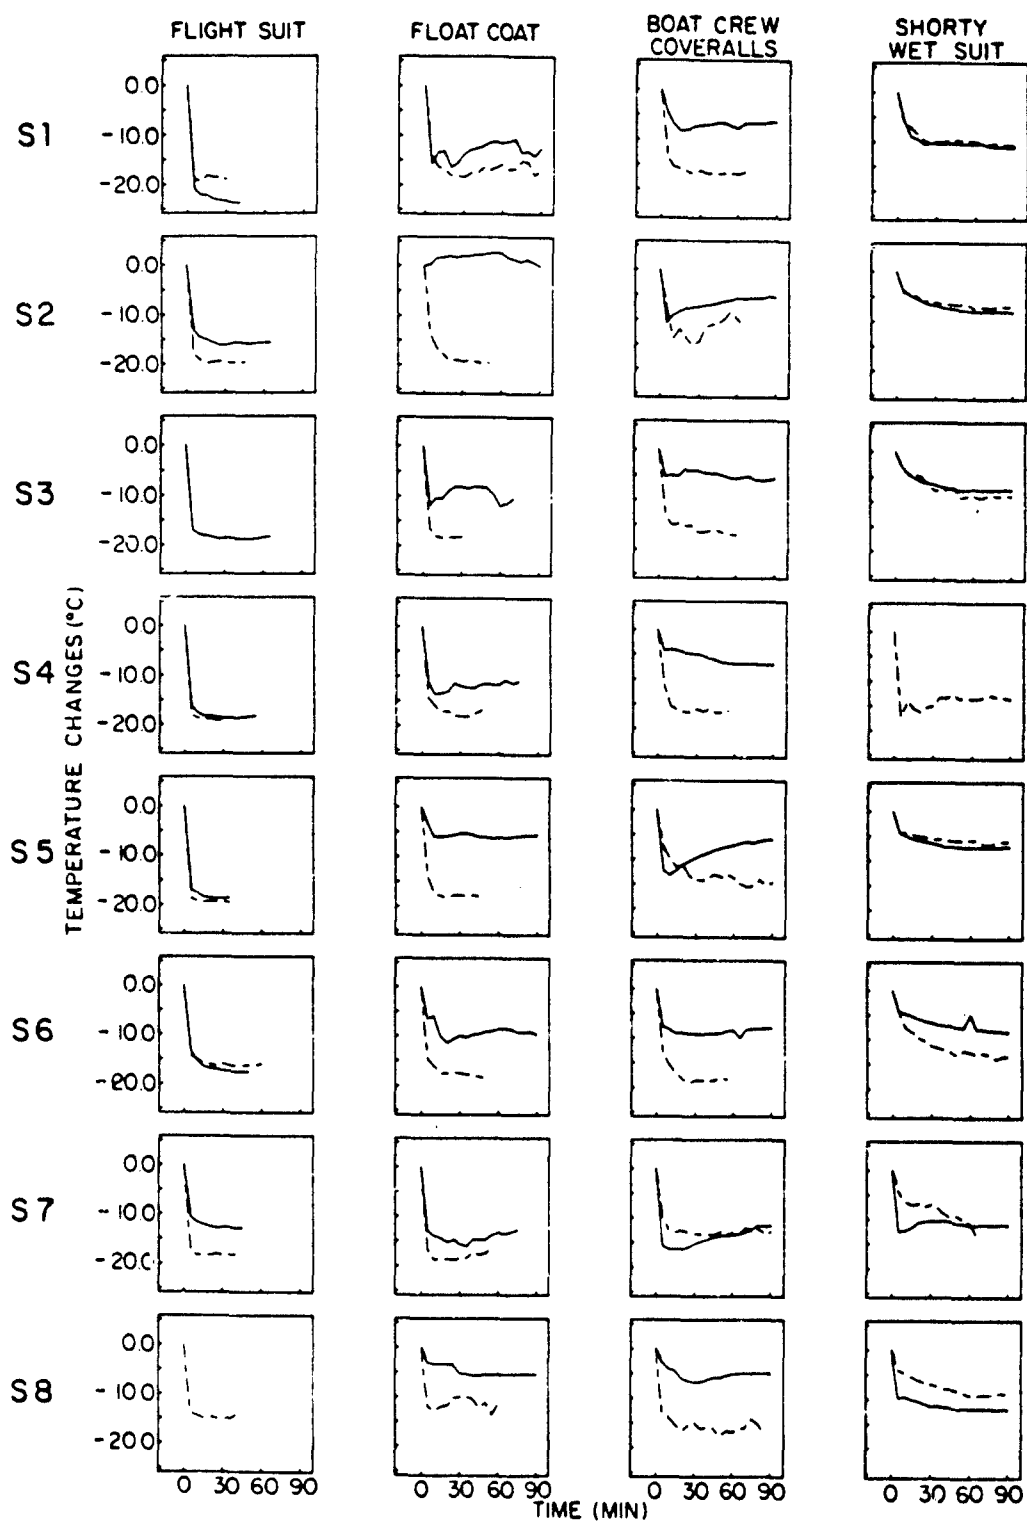 FLIGHT SUIT
FLOAT COAT
BOAT CREW
COVERALLS
SHORTY
WET SUIT
S1
0.0
-10.0
-20.0
S2
0.0
-10.0
-20.0
S3
0.0
-10.0
-20.0
S4
0.0
-10.0
-20.0
S5
0.0
-10.0
-20.0
S6
0.0
-10.0
-20.0
S7
0.0
-10.0
-20.0
S8
0.0
-10.0
-20.0
TEMPERATURE CHANGES (°C)
0 30 60 90
0 30 60 90
0 30 60 90
0 30 60 90
TIME (MIN)